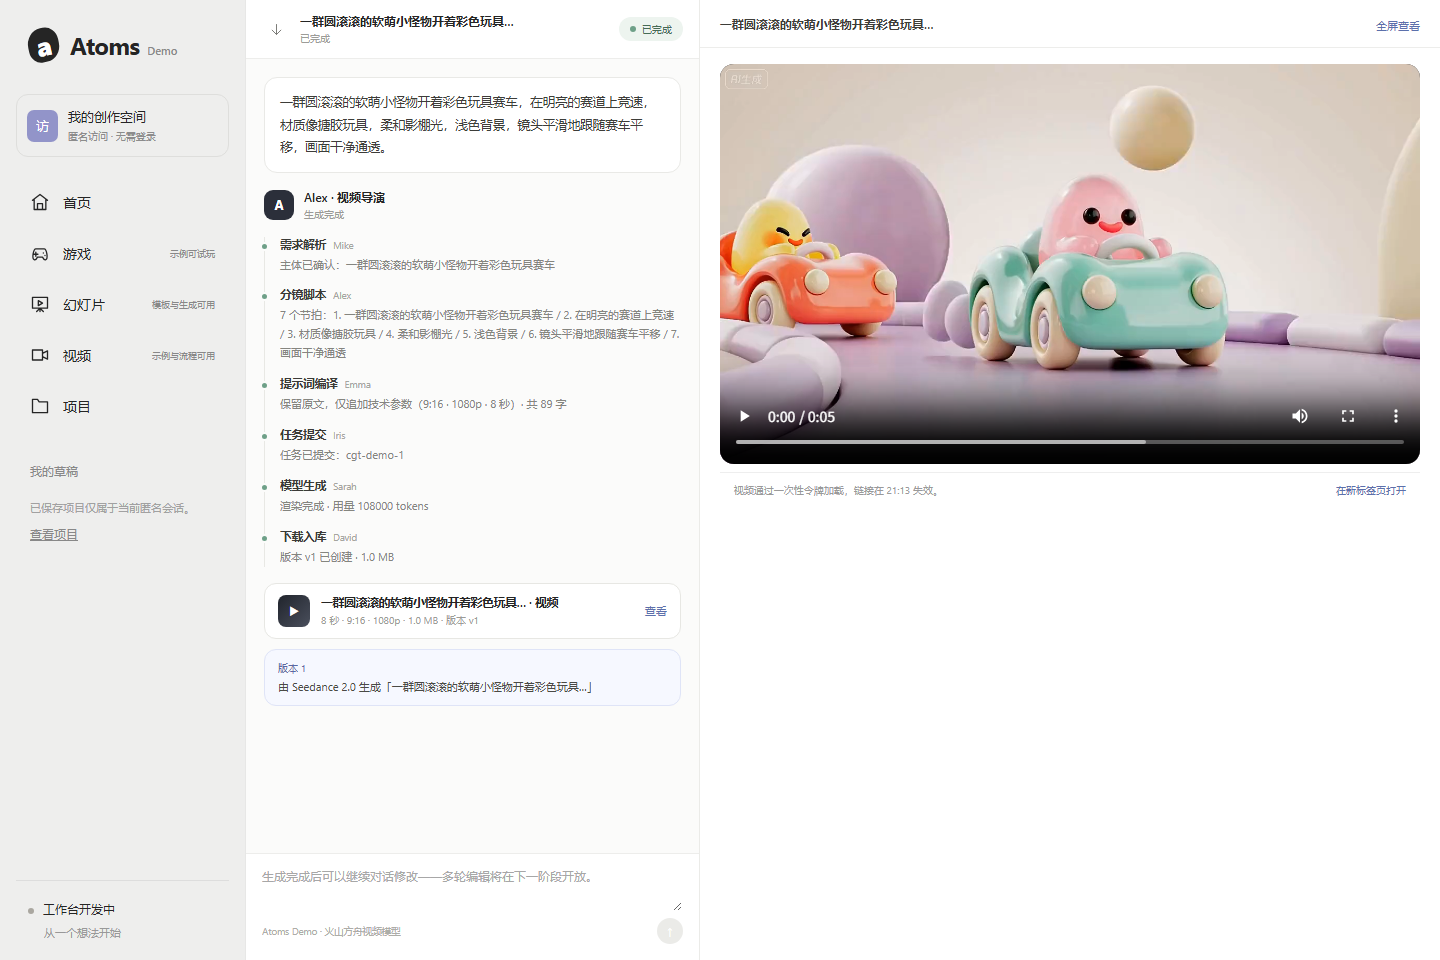 a Atoms Demo
访
我的创作空间
匿名访问 · 无需登录
首页
游戏 示例可试玩
幻灯片 模板与生成可用
视频 示例与流程可用
项目
我的草稿
已保存项目仅属于当前匿名会话。
查看项目
工作台开发中
从一个想法开始
一群圆滚滚的软萌小怪物开着彩色玩具...
已完成
已完成
一群圆滚滚的软萌小怪物开着彩色玩具赛车，在明亮的赛道上竞速，
材质像搪胶玩具，柔和影棚光，浅色背景，镜头平滑地跟随赛车平
移，画面干净通透。
A
Alex · 视频导演
生成完成
需求解析 Mike
主体已确认：一群圆滚滚的软萌小怪物开着彩色玩具赛车
分镜脚本 Alex
7 个节拍：1. 一群圆滚滚的软萌小怪物开着彩色玩具赛车 / 2. 在明亮的赛道上竞速
/ 3. 材质像搪胶玩具 / 4. 柔和影棚光 / 5. 浅色背景 / 6. 镜头平滑地跟随赛车平移 / 7.
画面干净通透
提示词编译 Emma
保留原文，仅追加技术参数（9:16 · 1080p · 8 秒）· 共 89 字
任务提交 Iris
任务已提交：cgt-demo-1
模型生成 Sarah
渲染完成 · 用量 108000 tokens
下载入库 David
版本 v1 已创建 · 1.0 MB
一群圆滚滚的软萌小怪物开着彩色玩具... · 视频
8 秒 · 9:16 · 1080p · 1.0 MB · 版本 v1
查看
版本 1
由 Seedance 2.0 生成「一群圆滚滚的软萌小怪物开着彩色玩具...」
生成完成后可以继续对话修改——多轮编辑将在下一阶段开放。
Atoms Demo · 火山方舟视频模型
一群圆滚滚的软萌小怪物开着彩色玩具...
全屏查看
AI生成
0:00 / 0:05
视频通过一次性令牌加载，链接在 21:13 失效。
在新标签页打开